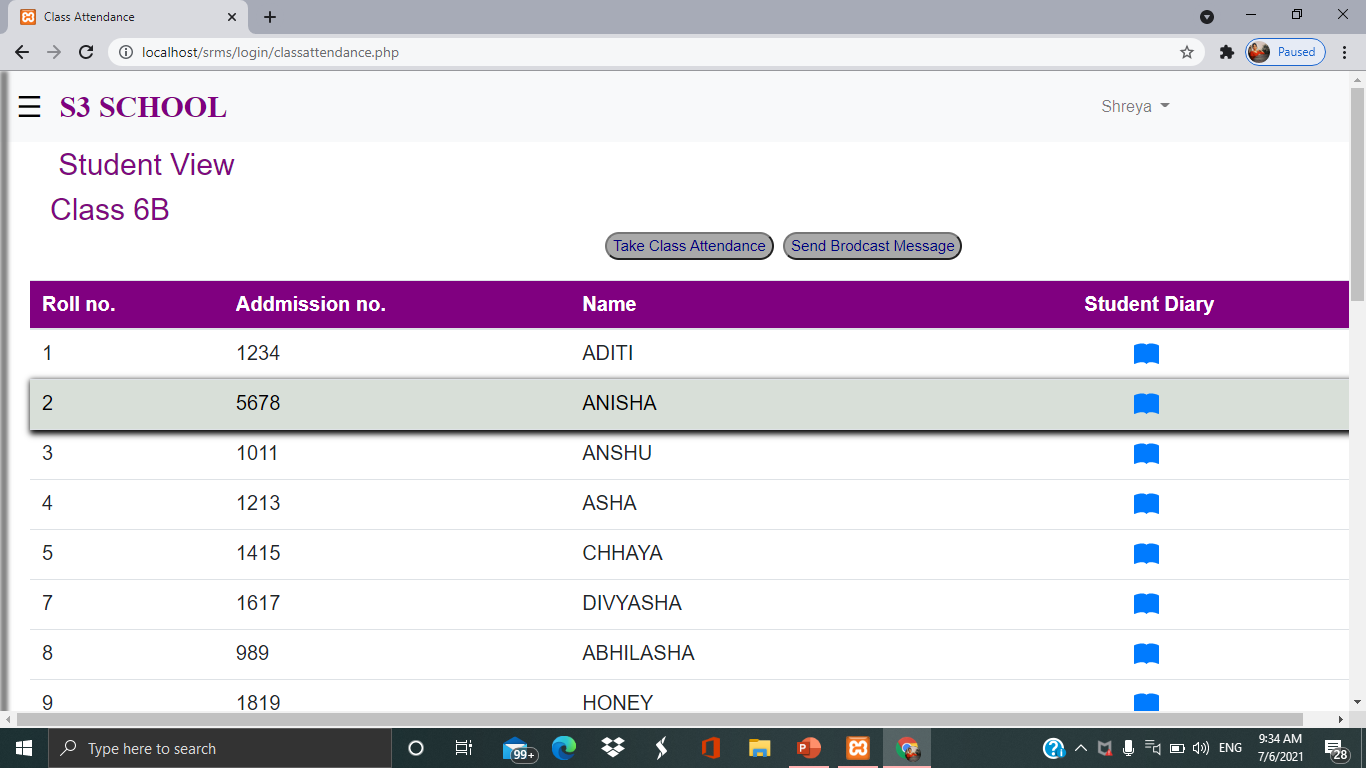 Class Attendance
localhost/srms/login/classattendance.php
Paused
S3 SCHOOL
Shreya
Student View
Class 6B
Take Class Attendance Send Brodcast Message
Roll no. Addmission no. Name Student Diary
1 1234 ADITI
2 5678 ANISHA
3 1011 ANSHU
4 1213 ASHA
5 1415 CHHAYA
7 1617 DIVYASHA
8 989 ABHILASHA
9 1819 HONEY
Type here to search
99+
ENG
9:34 AM
7/6/2021
28